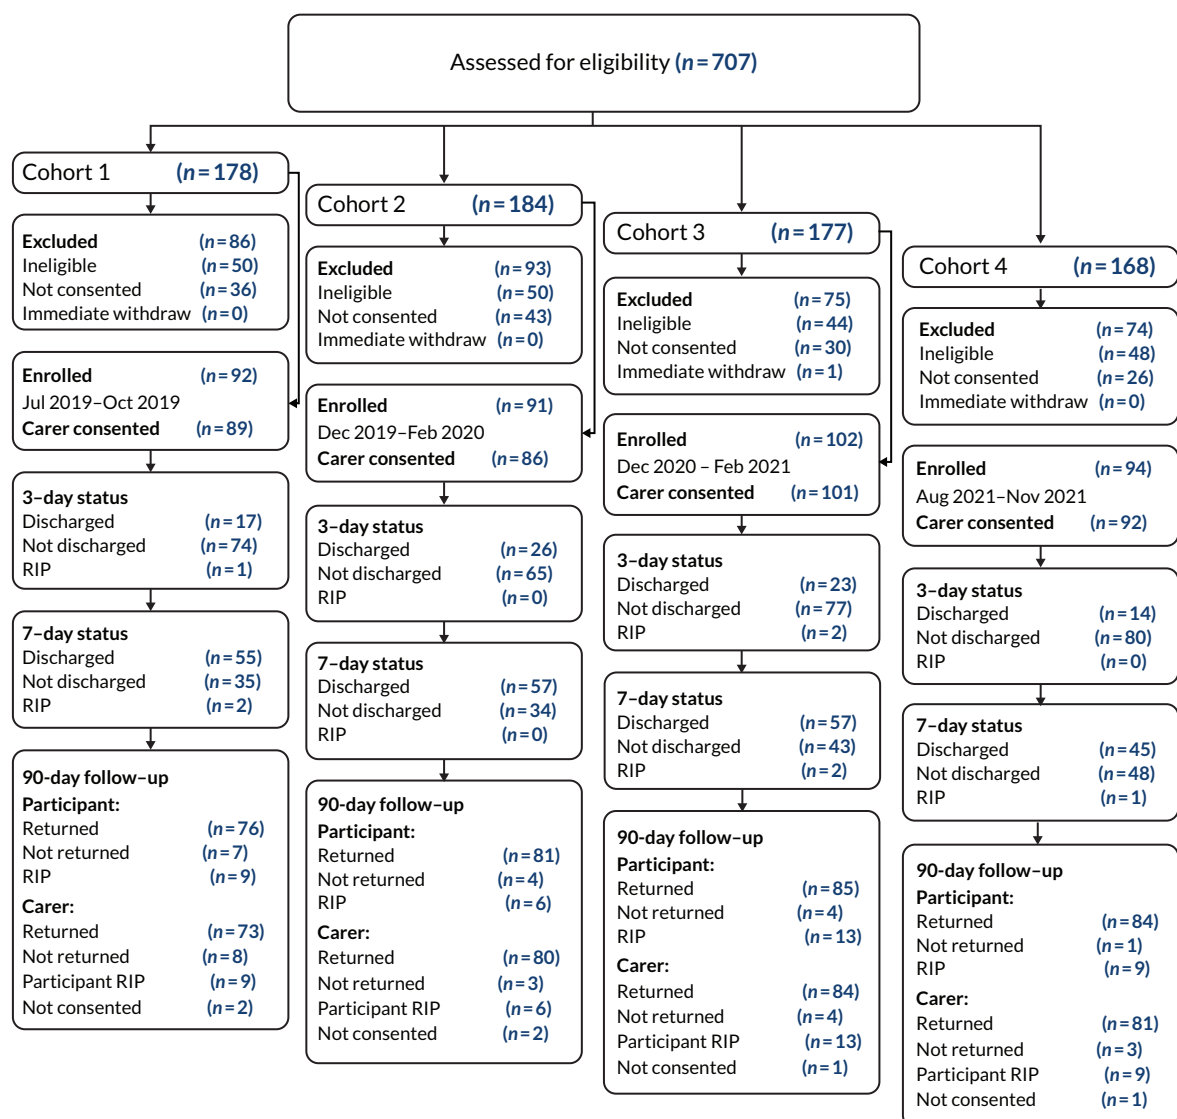 Assessed for eligibility (n=707)
Cohort 1 (n=178)
Excluded (n=86)
Ineligible (n=50)
Not consented (n=36)
Immediate withdraw (n=0)
Enrolled (n=92)
Jul 2019–Oct 2019
Carer consented (n=89)
3–day status
Discharged (n=17)
Not discharged (n=74)
RIP (n=1)
7–day status
Discharged (n=55)
Not discharged (n=35)
RIP (n=2)
90-day follow–up
Participant:
Returned (n=76)
Not returned (n=7)
RIP (n=9)
Carer:
Returned (n=73)
Not returned (n=8)
Participant RIP (n=9)
Not consented (n=2)
Cohort 2 (n=184)
Excluded (n=93)
Ineligible (n=50)
Not consented (n=43)
Immediate withdraw (n=0)
Enrolled (n=91)
Dec 2019–Feb 2020
Carer consented (n=86)
3–day status
Discharged (n=26)
Not discharged (n=65)
RIP (n=0)
7–day status
Discharged (n=57)
Not discharged (n=34)
RIP (n=0)
90-day follow–up
Participant:
Returned (n=81)
Not returned (n=4)
RIP (n=6)
Carer:
Returned (n=80)
Not returned (n=3)
Participant RIP (n=6)
Not consented (n=2)
Cohort 3 (n=177)
Excluded (n=75)
Ineligible (n=44)
Not consented (n=30)
Immediate withdraw (n=1)
Enrolled (n=102)
Dec 2020 – Feb 2021
Carer consented (n=101)
3–day status
Discharged (n=23)
Not discharged (n=77)
RIP (n=2)
7–day status
Discharged (n=57)
Not discharged (n=43)
RIP (n=2)
90-day follow–up
Participant:
Returned (n=85)
Not returned (n=4)
RIP (n=13)
Carer:
Returned (n=84)
Not returned (n=4)
Participant RIP (n=13)
Not consented (n=1)
Cohort 4 (n=168)
Excluded (n=74)
Ineligible (n=48)
Not consented (n=26)
Immediate withdraw (n=0)
Enrolled (n=94)
Aug 2021–Nov 2021
Carer consented (n=92)
3–day status
Discharged (n=14)
Not discharged (n=80)
RIP (n=0)
7–day status
Discharged (n=45)
Not discharged (n=48)
RIP (n=1)
90-day follow–up
Participant:
Returned (n=84)
Not returned (n=1)
RIP (n=9)
Carer:
Returned (n=81)
Not returned (n=3)
Participant RIP (n=9)
Not consented (n=1)